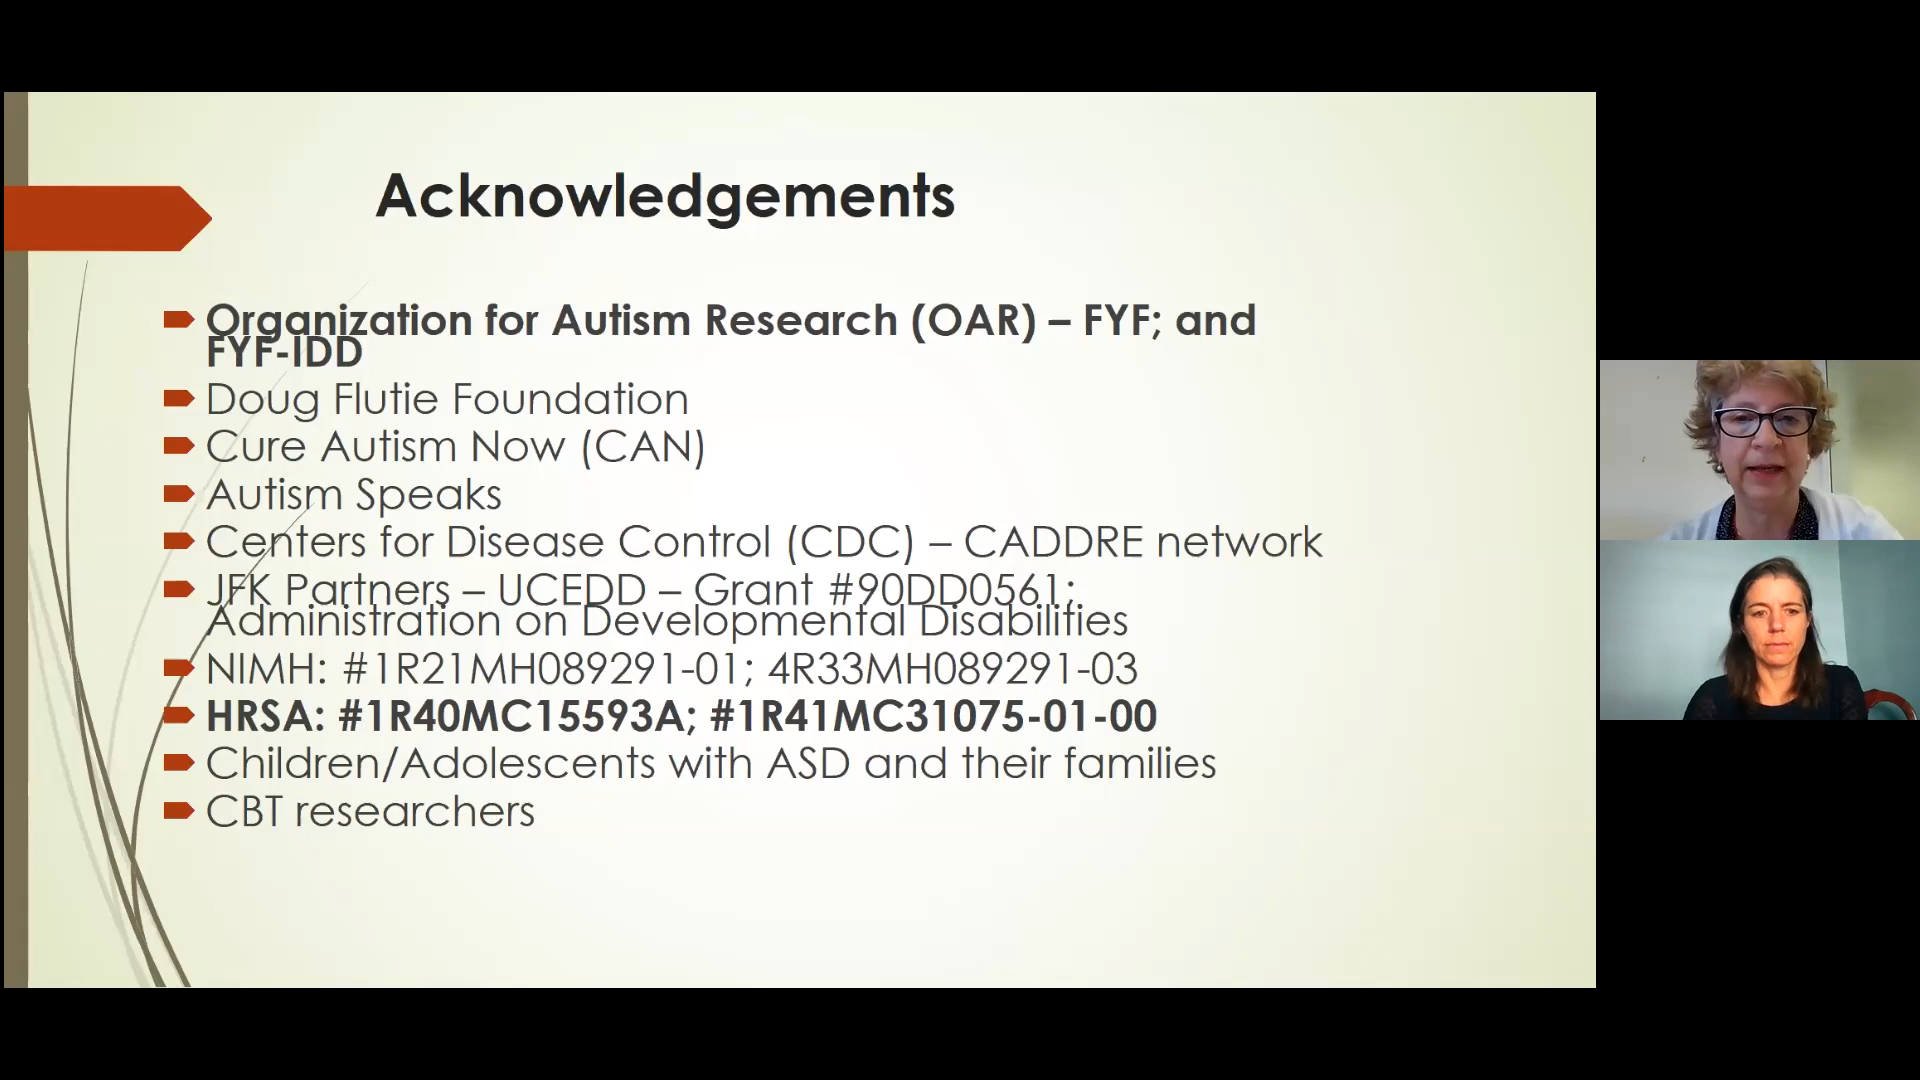 Acknowledgements
Organization for Autism Research (OAR) – FYF; and
FYF-IDD
Doug Flutie Foundation
Cure Autism Now (CAN)
Autism Speaks
Centers for Disease Control (CDC) – CADDRE network
JFK Partners – UCEDD – Grant #90DD0561;
Administration on Developmental Disabilities
NIMH: #1R21MH089291-01; 4R33MH089291-03
HRSA: #1R40MC15593A; #1R41MC31075-01-00
Children/Adolescents with ASD and their families
CBT researchers